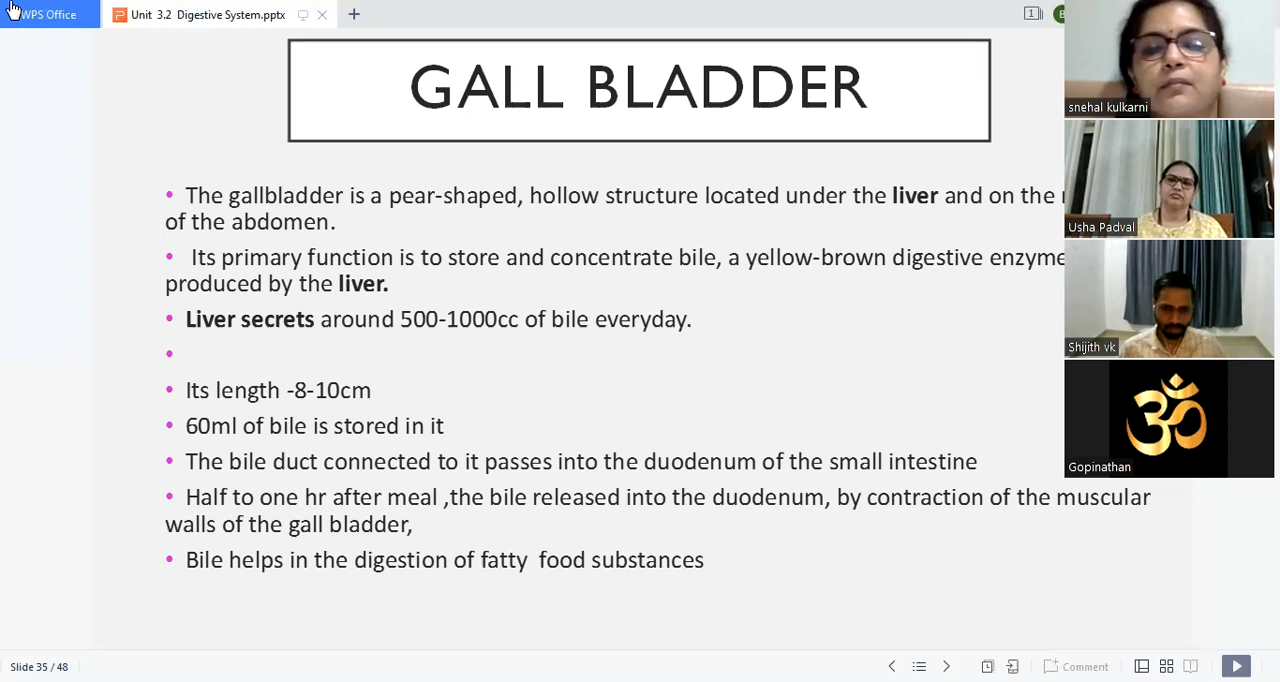 WPS Office
Unit 3.2 Digestive System.pptx
1
GALL BLADDER
• The gallbladder is a pear-shaped, hollow structure located under the liver and on the
of the abdomen.
• Its primary function is to store and concentrate bile, a yellow-brown digestive enzyme
produced by the liver.
• Liver secrets around 500-1000cc of bile everyday.
•
• Its length -8-10cm
• 60ml of bile is stored in it
• The bile duct connected to it passes into the duodenum of the small intestine
• Half to one hr after meal ,the bile released into the duodenum, by contraction of the muscular
walls of the gall bladder,
• Bile helps in the digestion of fatty food substances
snehal kulkarni
Usha Padval
Shijith vk
ॐ
Gopinathan
Slide 35 / 48
Comment